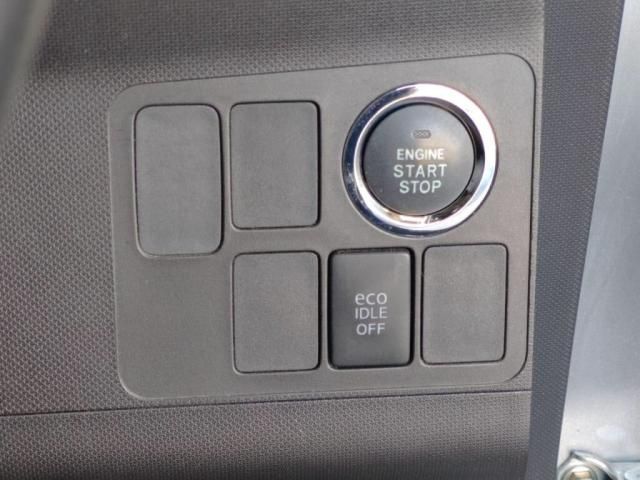 ENGINE
START
STOP
eco
IDLE
OFF